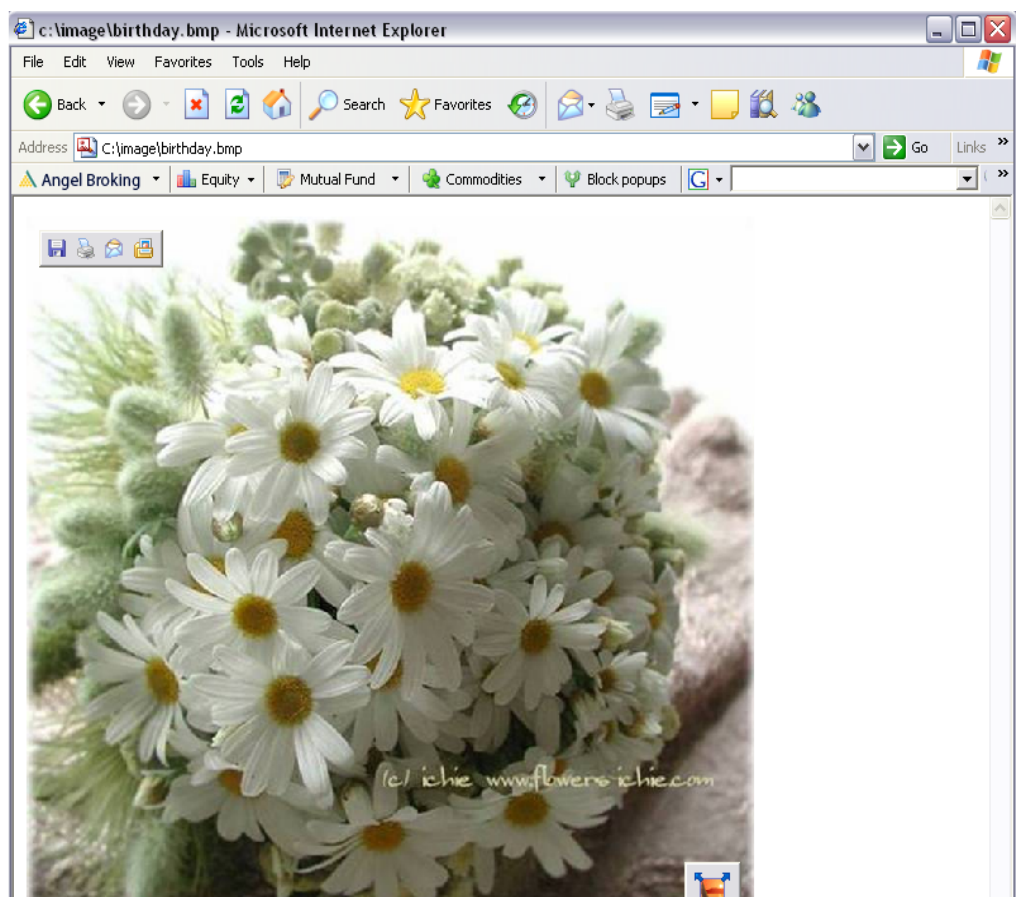 c:\image\birthday.bmp - Microsoft Internet Explorer
File Edit View Favorites Tools Help
Back Search Favorites
Address C:\image\birthday.bmp Go Links »
Angel Broking Equity Mutual Fund Commodities Block popups G »
(c) ichie www.flowers-ichie.com